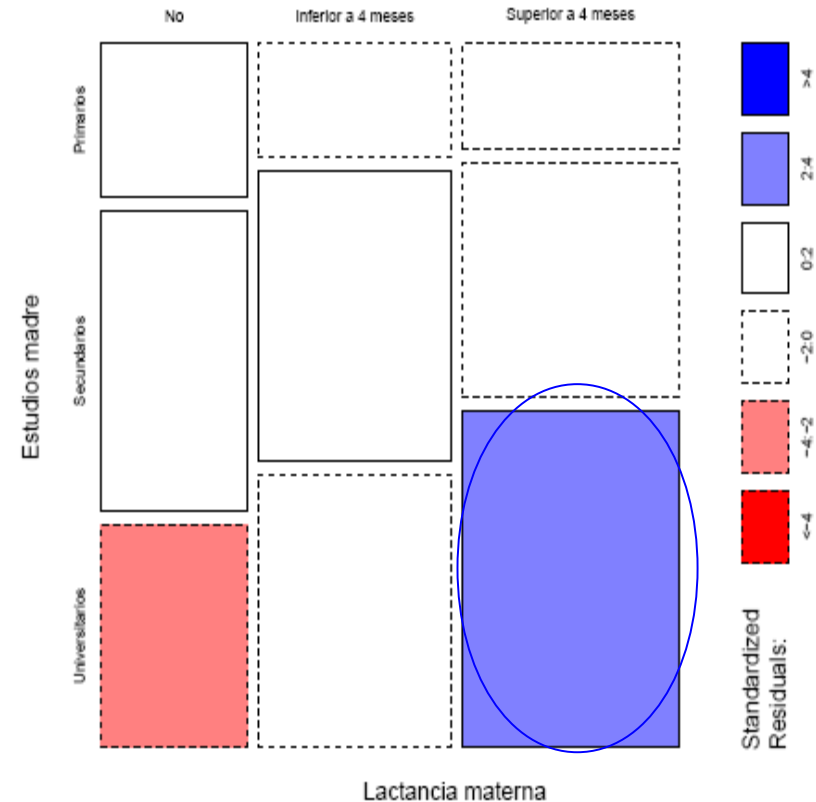 No
Inferior a 4 meses
Superior a 4 meses
Estudios madre
Primarios
Secundarios
Universitarios
Lactancia materna
>4
2:4
0:2
−2:0
−4:−2
<−4
Standardized
Residuals: